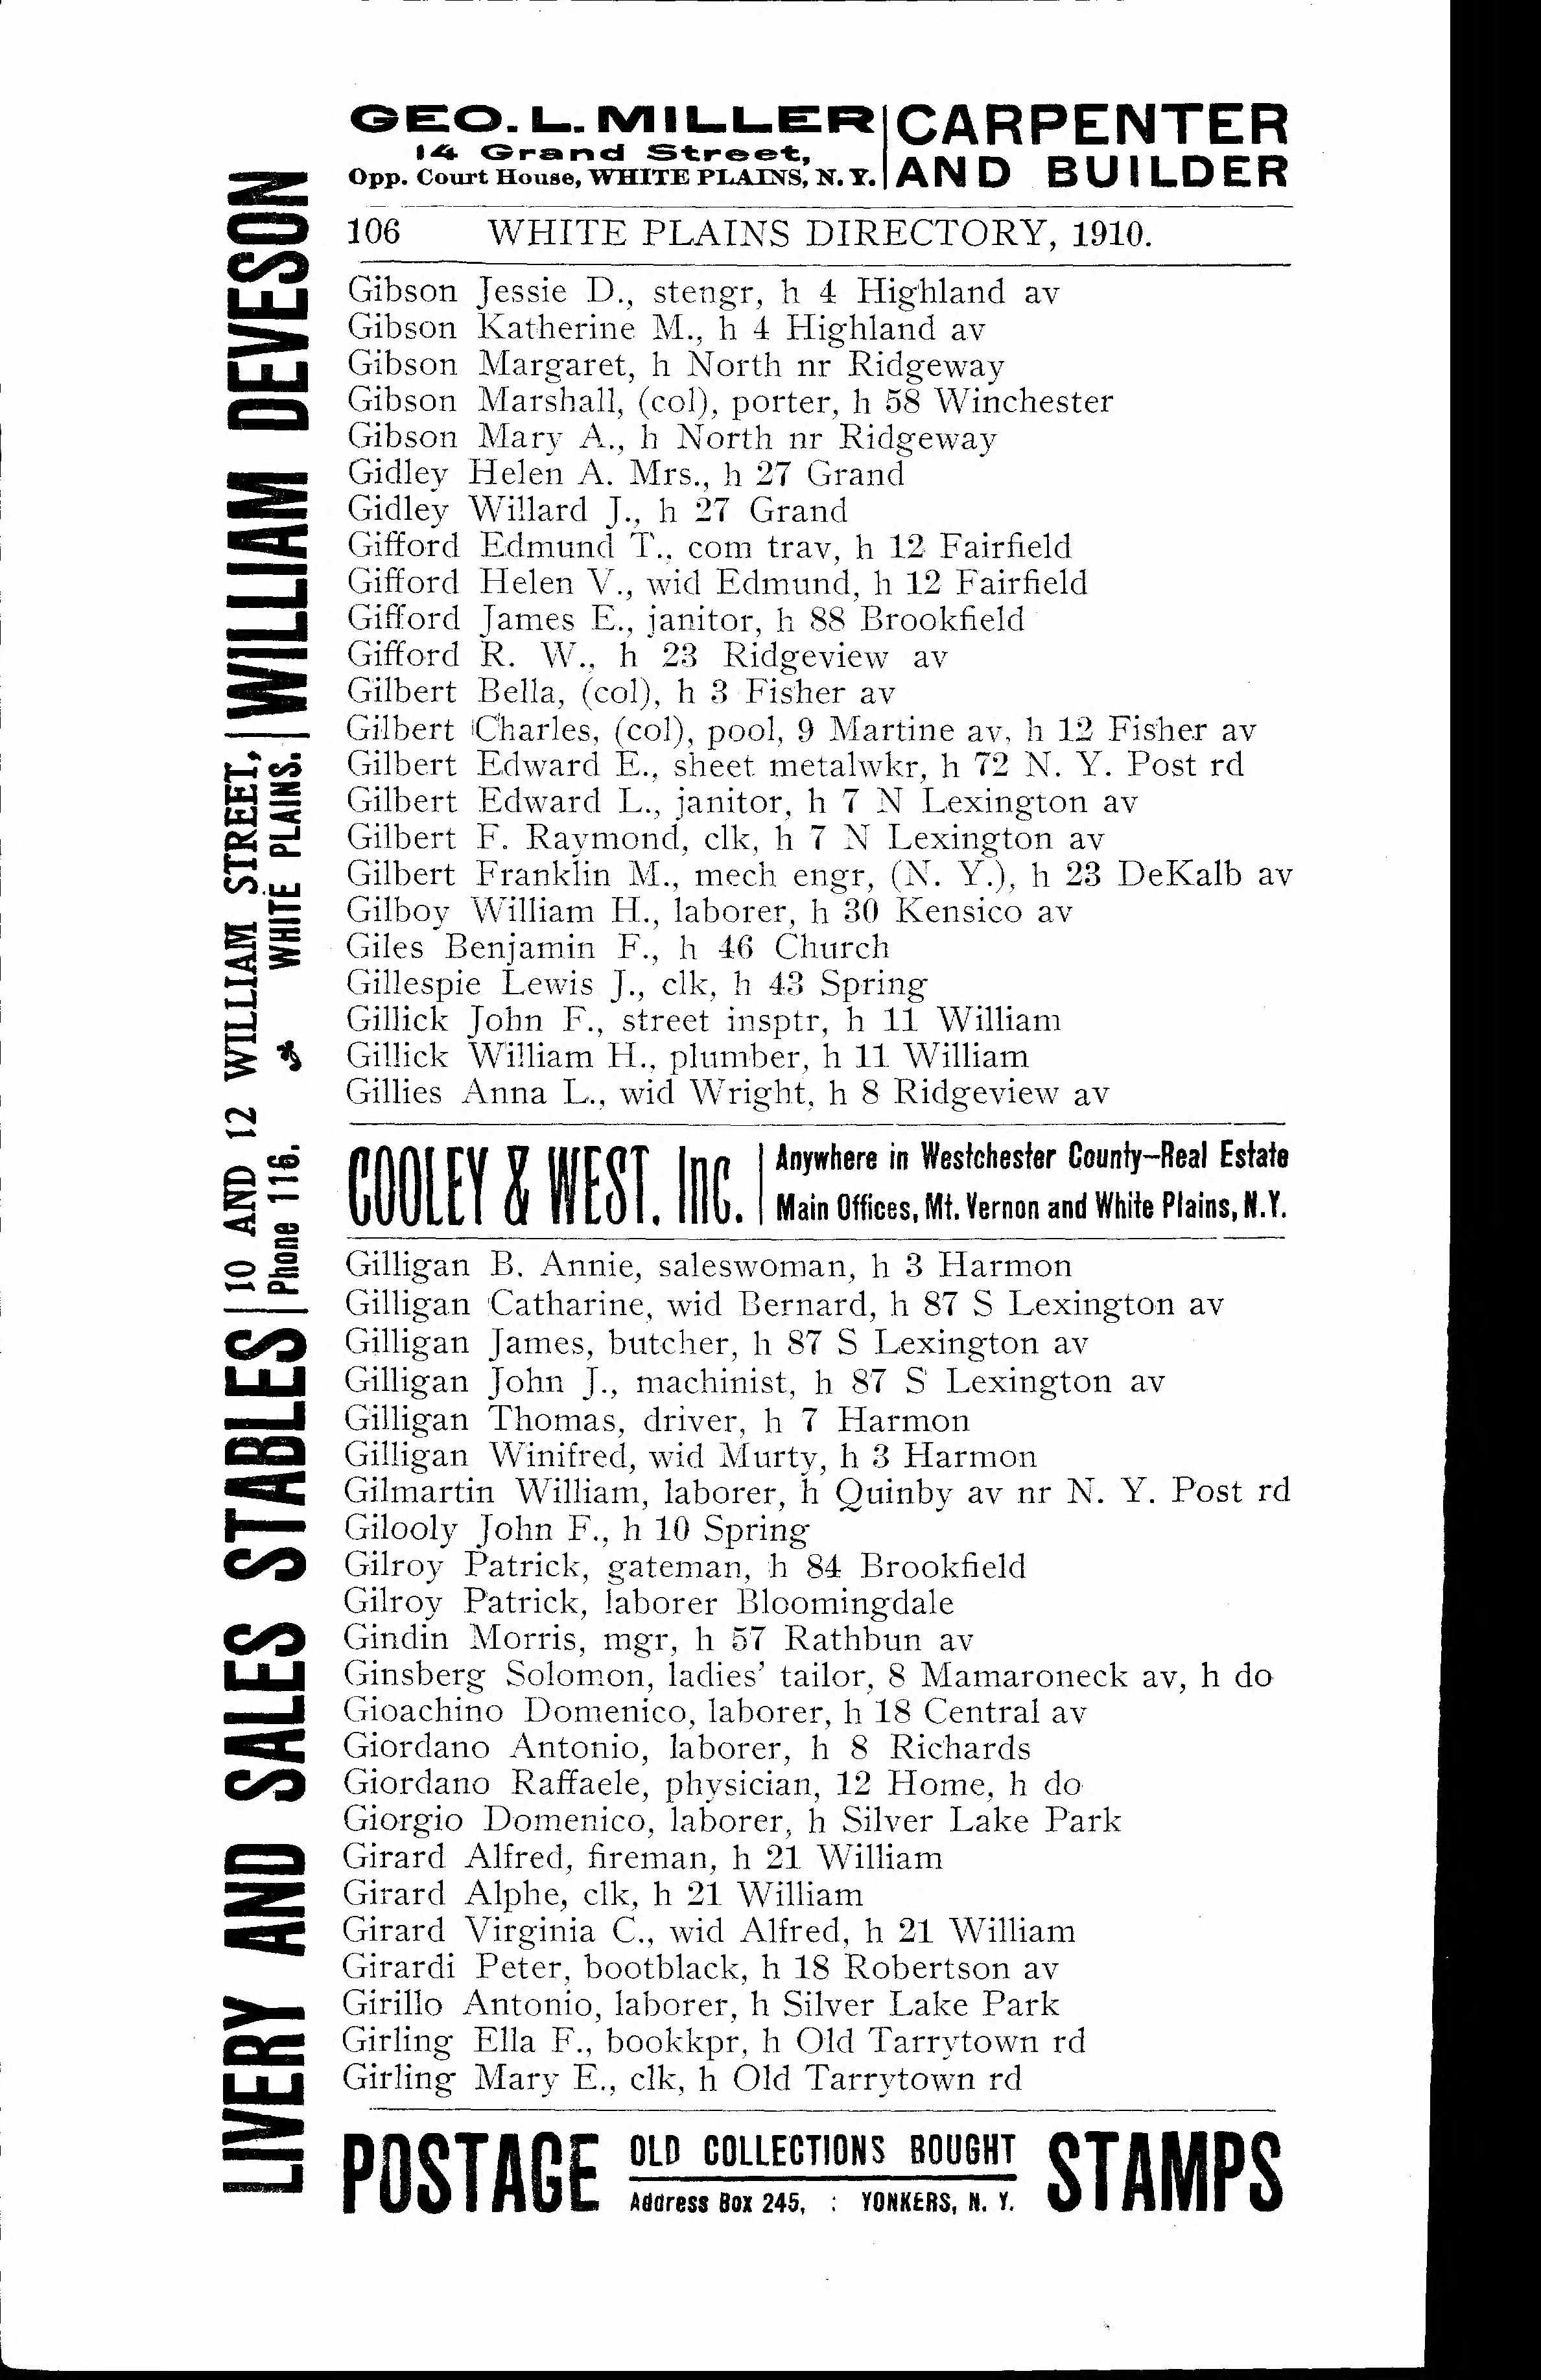 GEO. L. MILLER
14 Grand Street,
Opp. Court House, WHITE PLAINS, N. Y.
CARPENTER
AND BUILDER
106 WHITE PLAINS DIRECTORY, 1910.
Gibson Jessie D., stengr, h 4 Highland av
Gibson Katherine M., h 4 Highland av
Gibson Margaret, h North nr Ridgeway
Gibson Marshall, (col), porter, h 58 Winchester
Gibson Mary A., h North nr Ridgeway
Gidley Helen A. Mrs., h 27 Grand
Gidley Willard J., h 27 Grand
Gifford Edmund T., com trav, h 12 Fairfield
Gifford Helen V., wid Edmund, h 12 Fairfield
Gifford James E., janitor, h 88 Brookfield
Gifford R. W., h 23 Ridgeview av
Gilbert Bella, (col), h 3 Fisher av
Gilbert Charles, (col), pool, 9 Martine av, h 12 Fisher av
Gilbert Edward E., sheet metalwkr, h 72 N. Y. Post rd
Gilbert Edward L., janitor, h 7 N Lexington av
Gilbert F. Raymond, clk, h 7 N Lexington av
Gilbert Franklin M., mech engr, (N. Y.), h 23 DeKalb av
Gilboy William H., laborer, h 30 Kensico av
Giles Benjamin F., h 46 Church
Gillespie Lewis J., clk, h 43 Spring
Gillick John F., street insptr, h 11 William
Gillick William H., plumber, h 11 William
Gillies Anna L., wid Wright, h 8 Ridgeview av
COOLEY & WEST. Inc.
Anywhere in Westchester County—Real Estate
Main Offices, Mt. Vernon and White Plains, N.Y.
Gilligan B. Annie, saleswoman, h 3 Harmon
Gilligan Catharine, wid Bernard, h 87 S Lexington av
Gilligan James, butcher, h 87 S Lexington av
Gilligan John J., machinist, h 87 S Lexington av
Gilligan Thomas, driver, h 7 Harmon
Gilligan Winifred, wid Murty, h 3 Harmon
Gilmartin William, laborer, h Quinby av nr N. Y. Post rd
Gilooly John F., h 10 Spring
Gilroy Patrick, gateman, h 84 Brookfield
Gilroy Patrick, laborer Bloomingdale
Gindin Morris, mgr, h 57 Rathbun av
Ginsberg Solomon, ladies' tailor, 8 Mamaroneck av, h do
Gioachino Domenico, laborer, h 18 Central av
Giordano Antonio, laborer, h 8 Richards
Giordano Raffaele, physician, 12 Home, h do
Giorgio Domenico, laborer, h Silver Lake Park
Girard Alfred, fireman, h 21 William
Girard Alphe, clk, h 21 William
Girard Virginia C., wid Alfred, h 21 William
Girardi Peter, bootblack, h 18 Robertson av
Girillo Antonio, laborer, h Silver Lake Park
Girling Ella F., bookkpr, h Old Tarrytown rd
Girling Mary E., clk, h Old Tarrytown rd
POSTAGE
OLD COLLECTIONS BOUGHT
Address Box 245, : YONKERS, N. Y.
STAMPS
LIVERY AND SALES STABLES
10 AND 12 WILLIAM STREET,
Phone 116. WHITE PLAINS.
WILLIAM DEVESON